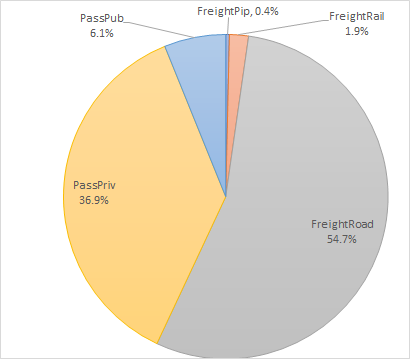 FreightPip, 0.4%
FreightRail
1.9%
PassPub
6.1%
PassPriv
36.9%
FreightRoad
54.7%